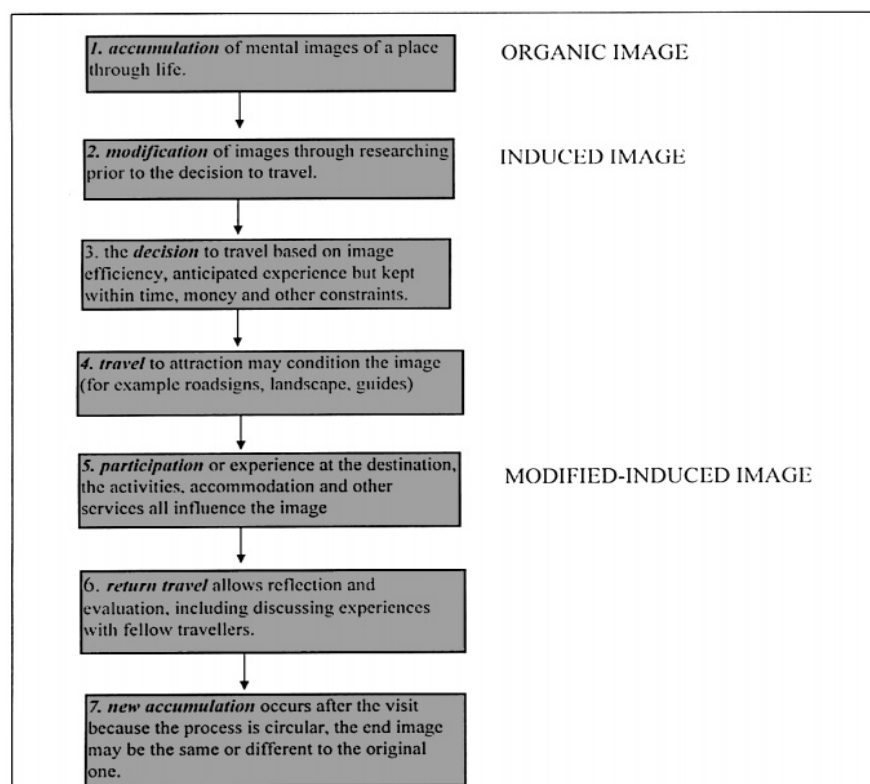 1. accumulation of mental images of a place
through life.
ORGANIC IMAGE
2. modification of images through researching
prior to the decision to travel.
INDUCED IMAGE
3. the decision to travel based on image
efficiency, anticipated experience but kept
within time, money and other constraints.
4. travel to attraction may condition the image
(for example roadsigns, landscape, guides)
5. participation or experience at the destination,
the activities, accommodation and other
services all influence the image
MODIFIED-INDUCED IMAGE
6. return travel allows reflection and
evaluation, including discussing experiences
with fellow travellers.
7. new accumulation occurs after the visit
because the process is circular, the end image
may be the same or different to the original
one.